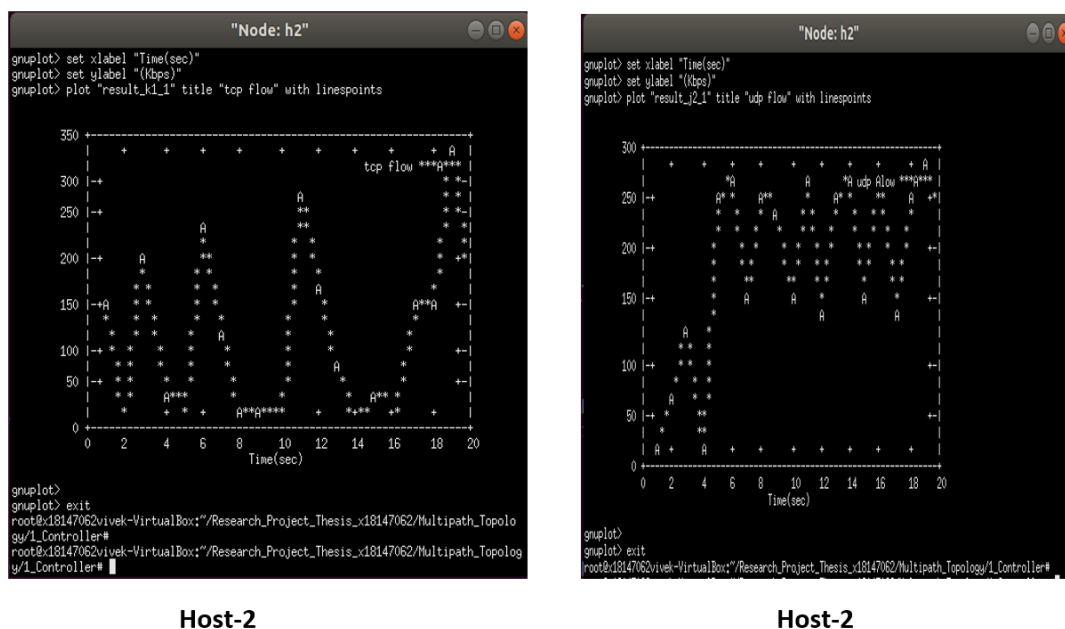 "Node: h2"
gnuplot> set xlabel "Time(sec)"
gnuplot> set ylabel "(Kbps)"
gnuplot> plot "result_k1_1" title "tcp flow" with linespoints
350
tcp flow ***A***
300
250
200
150
100
50
0
0 2 4 6 8 10 12 14 16 18 20
Time(sec)
gnuplot>
gnuplot> exit
root@x18147062vivek-VirtualBox:~/Research_Project_Thesis_x18147062/Multipath_Topolo
gy/1_Controller#
root@x18147062vivek-VirtualBox:~/Research_Project_Thesis_x18147062/Multipath_Topolog
y/1_Controller#
Host-2
"Node: h2"
gnuplot> set xlabel "Time(sec)"
gnuplot> set ylabel "(Kbps)"
gnuplot> plot "result_j2_1" title "udp flow" with linespoints
300
udp Alow ***A***
250
200
150
100
50
0
0 2 4 6 8 10 12 14 16 18 20
Time(sec)
gnuplot>
gnuplot> exit
root@x18147062vivek-VirtualBox:~/Research_Project_Thesis_x18147062/Multipath_Topology/1_Controller#
Host-2